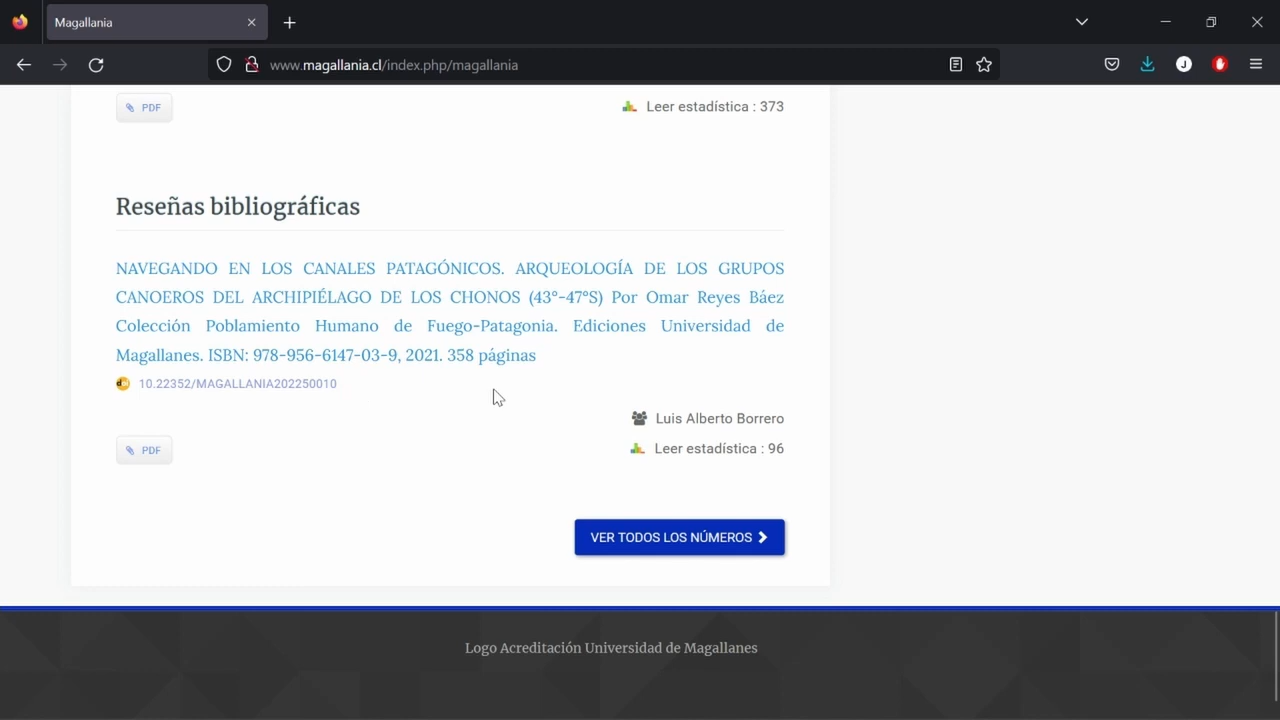 Magallania
www.magallania.cl/index.php/magallania
PDF
Leer estadística : 373
Reseñas bibliográficas
NAVEGANDO EN LOS CANALES PATAGÓNICOS. ARQUEOLOGÍA DE LOS GRUPOS
CANOEROS DEL ARCHIPIÉLAGO DE LOS CHONOS (43°-47°S) Por Omar Reyes Báez
Colección Poblamiento Humano de Fuego-Patagonia. Ediciones Universidad de
Magallanes. ISBN: 978-956-6147-03-9, 2021. 358 páginas
10.22352/MAGALLANIA202250010
Luis Alberto Borrero
PDF
Leer estadística : 96
VER TODOS LOS NÚMEROS
Logo Acreditación Universidad de Magallanes